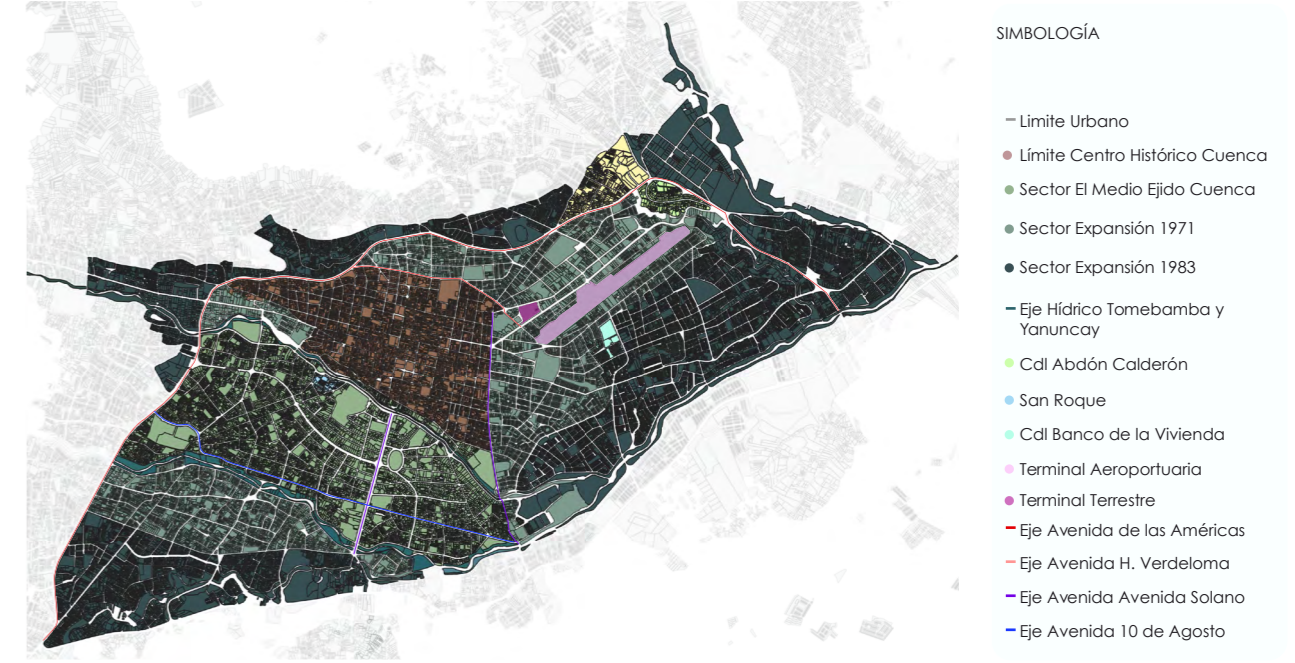 SIMBOLOGÍA
Limite Urbano
Límite Centro Histórico Cuenca
Sector El Medio Ejido Cuenca
Sector Expansión 1971
Sector Expansión 1983
Eje Hídrico Tomebamba y
Yanuncay
Cdl Abdón Calderón
San Roque
Cdl Banco de la Vivienda
Terminal Aeroportuaria
Terminal Terrestre
Eje Avenida de las Américas
Eje Avenida H. Verdeloma
Eje Avenida Avenida Solano
Eje Avenida 10 de Agosto